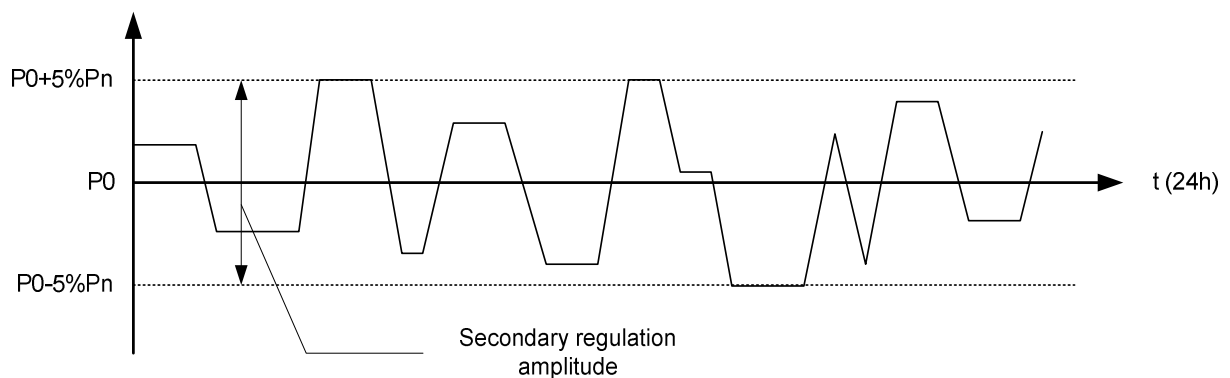 P0+5%Pn
P0
t (24h)
P0-5%Pn
Secondary regulation
amplitude